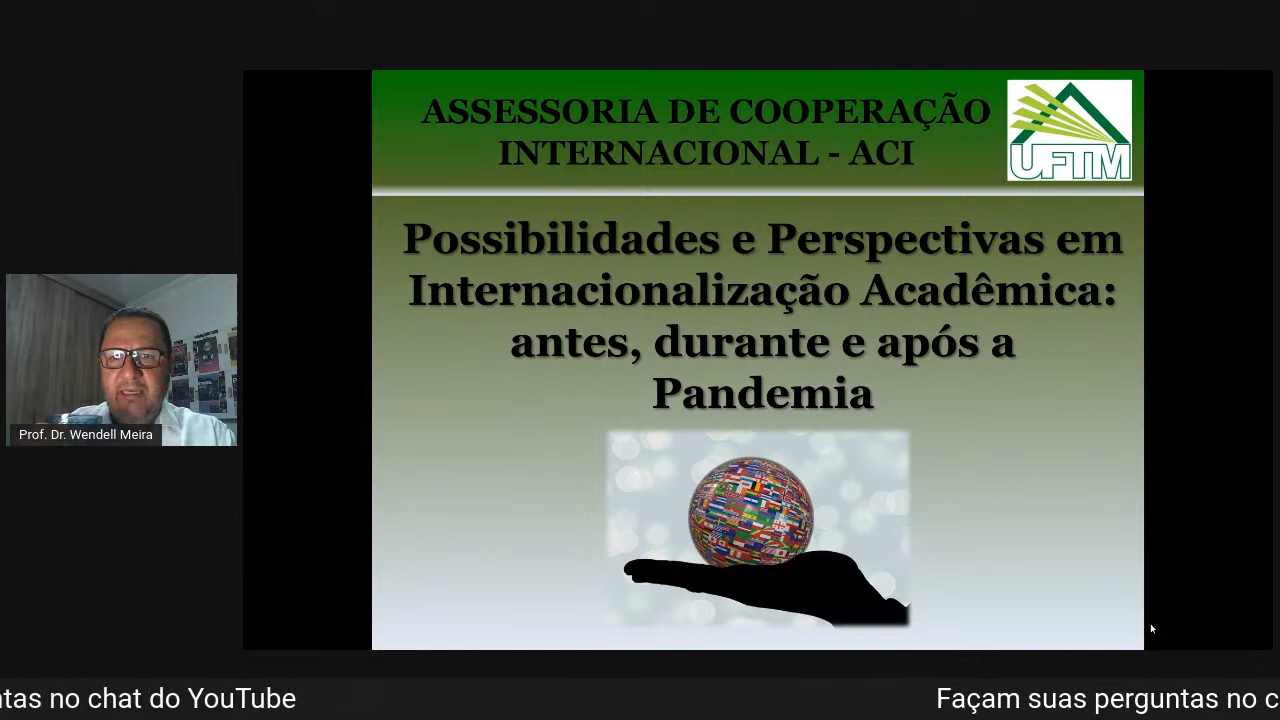 ASSESSORIA DE COOPERAÇÃO
INTERNACIONAL - ACI
UFTM
Possibilidades e Perspectivas em
Internacionalização Acadêmica:
antes, durante e após a
Pandemia
Prof. Dr. Wendell Meira
ntas no chat do YouTube
Façam suas perguntas no c